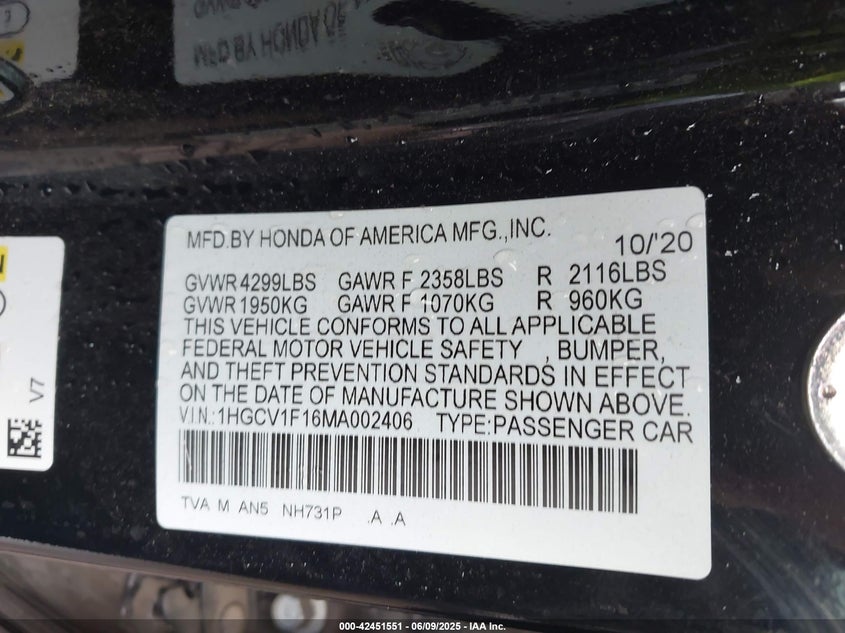 MFD.BY HONDA OF AMERICA MFG.,INC.
10/'20
GVWR 4299LBS GAWR F 2358LBS R 2116LBS
GVWR 1950KG GAWR F 1070KG R 960KG
THIS VEHICLE CONFORMS TO ALL APPLICABLE
FEDERAL MOTOR VEHICLE SAFETY , BUMPER,
AND THEFT PREVENTION STANDARDS IN EFFECT
ON THE DATE OF MANUFACTURE SHOWN ABOVE.
VIN:1HGCV1F16MA002406 TYPE:PASSENGER CAR
TVA M AN5 NH731P .A .A
V7
000-42451551 - 06/09/2025 - IAA Inc.